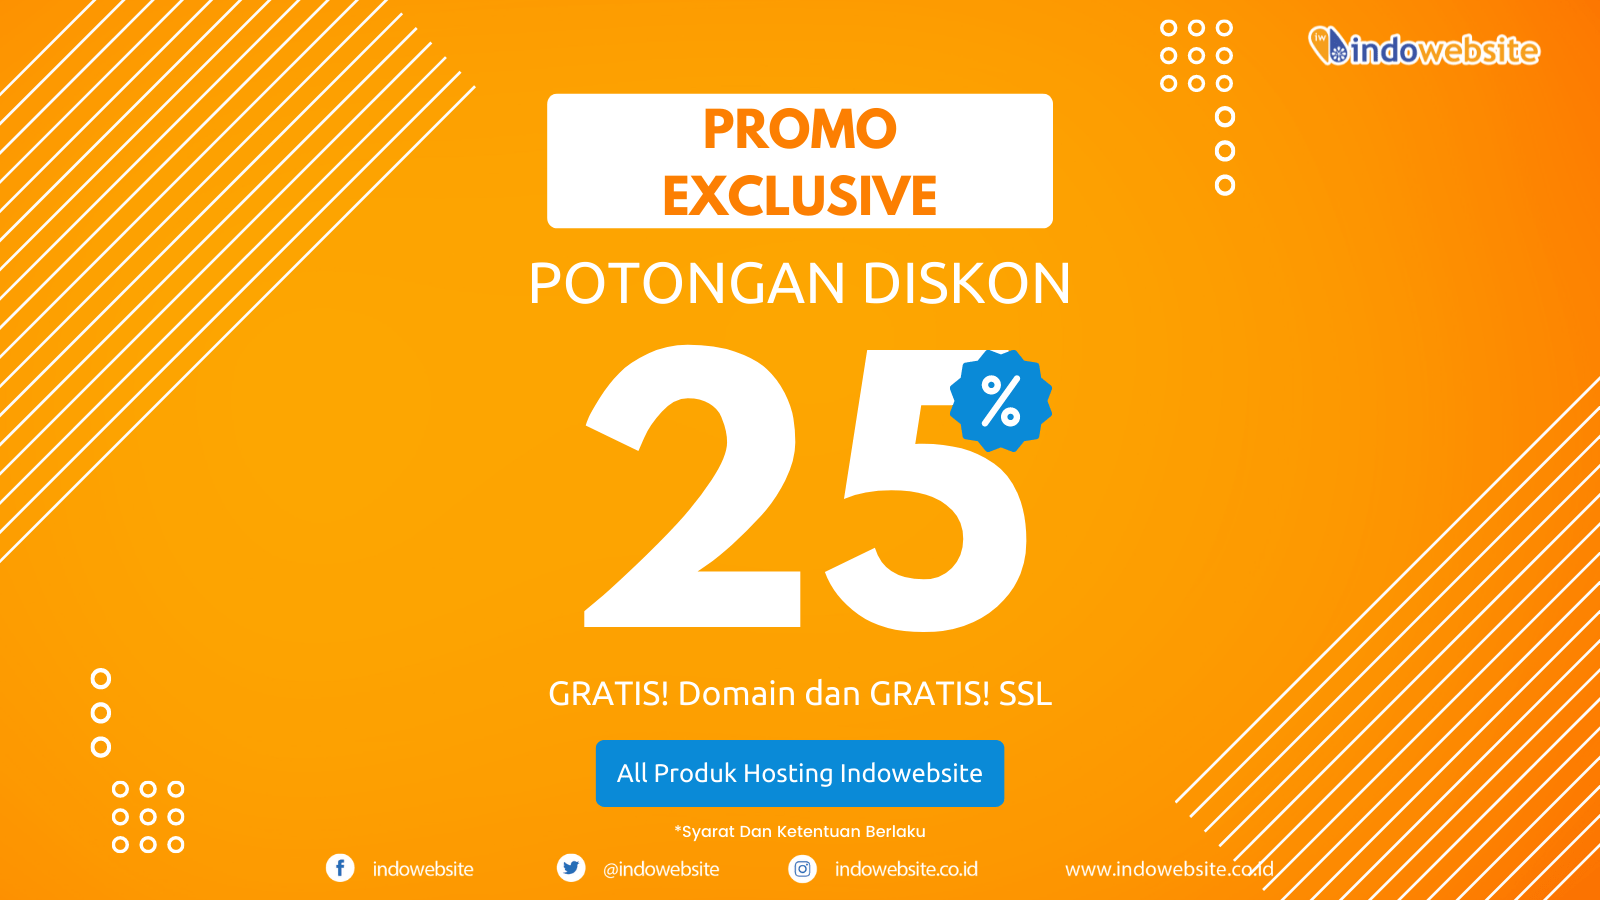 iw indowebsite
PROMO
EXCLUSIVE
POTONGAN DISKON
25%
GRATIS! Domain dan GRATIS! SSL
All Produk Hosting Indowebsite
*Syarat Dan Ketentuan Berlaku
indowebsite @indowebsite indowebsite.co.id www.indowebsite.co.id